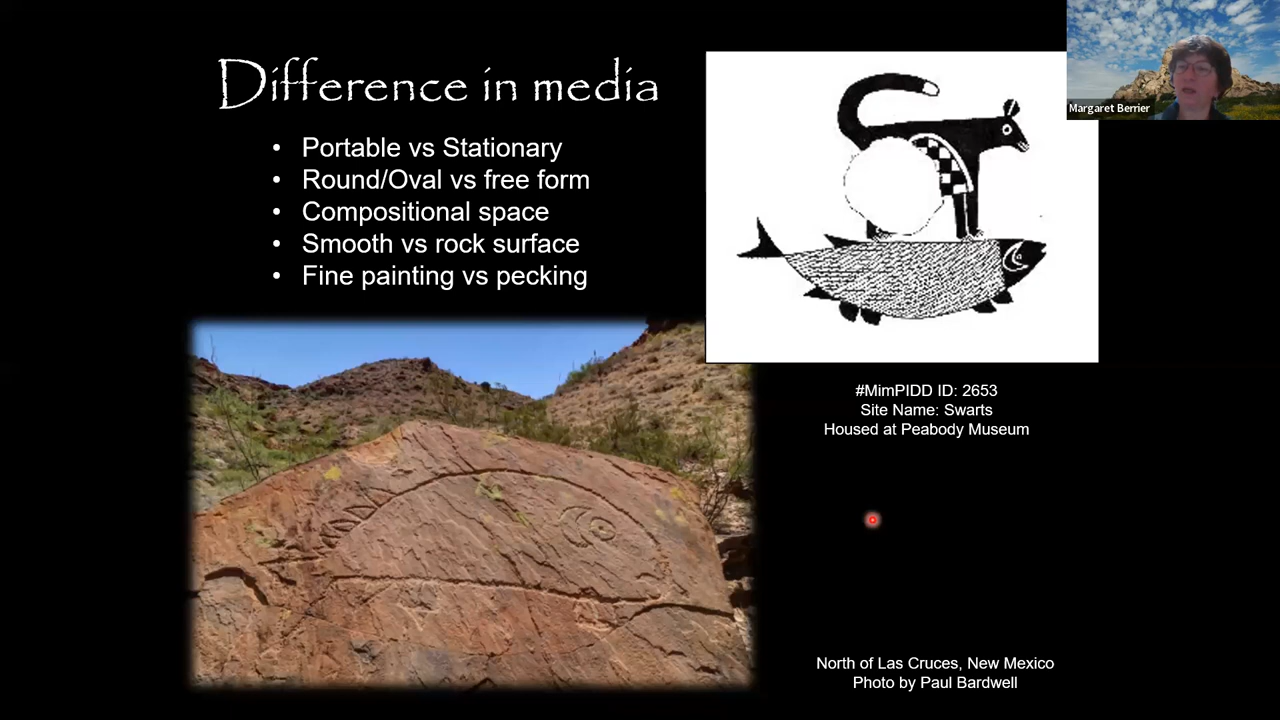 Difference in media
• Portable vs Stationary
• Round/Oval vs free form
• Compositional space
• Smooth vs rock surface
• Fine painting vs pecking
Margaret Berrier
#MimPIDD ID: 2653
Site Name: Swarts
Housed at Peabody Museum
North of Las Cruces, New Mexico
Photo by Paul Bardwell